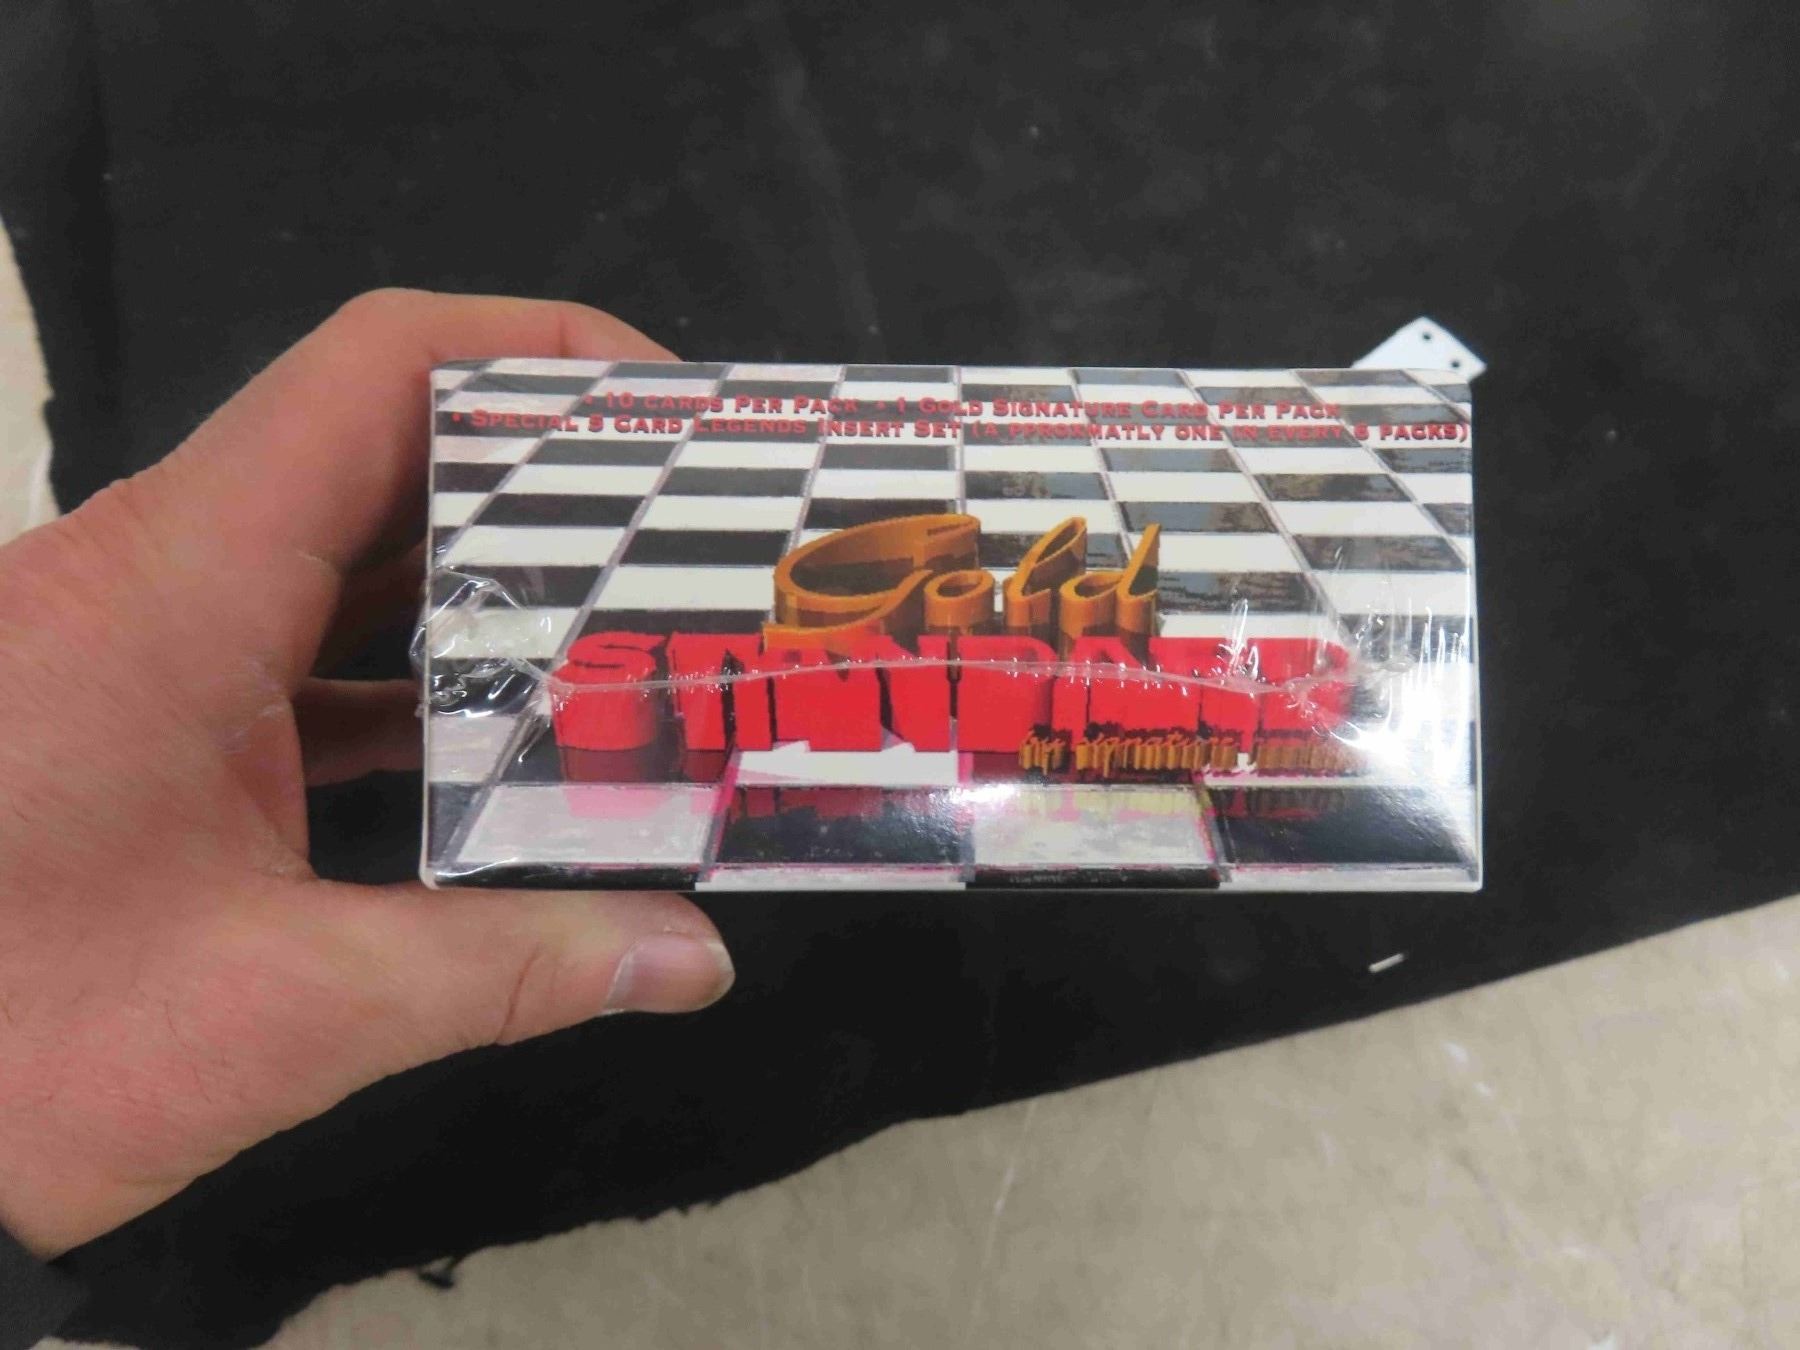 • 10 CARDS PER PACK • 1 GOLD SIGNATURE CARD PER PACK
• SPECIAL 5 CARD LEGENDS INSERT SET (A PPROXMATLY ONE IN EVERY 6 PACKS)
Gold
STANDARD
signature